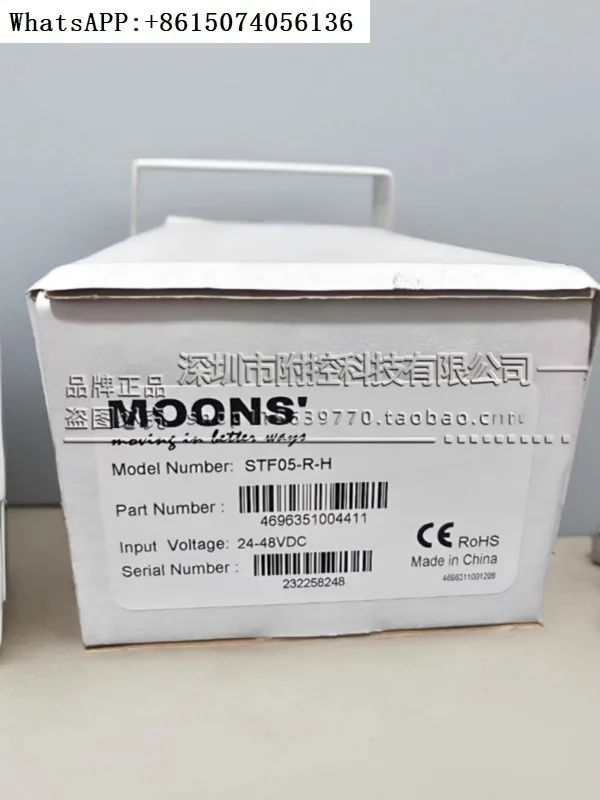 WhatsAPP:+8615074056136
深圳市附控科技有限公司
品牌正品
MOONS'
moving in better ways
Model Number: STF05-R-H
Part Number :
4696351004411
Input Voltage: 24-48VDC
Serial Number :
232258248
CE RoHS
Made in China
4696311001208